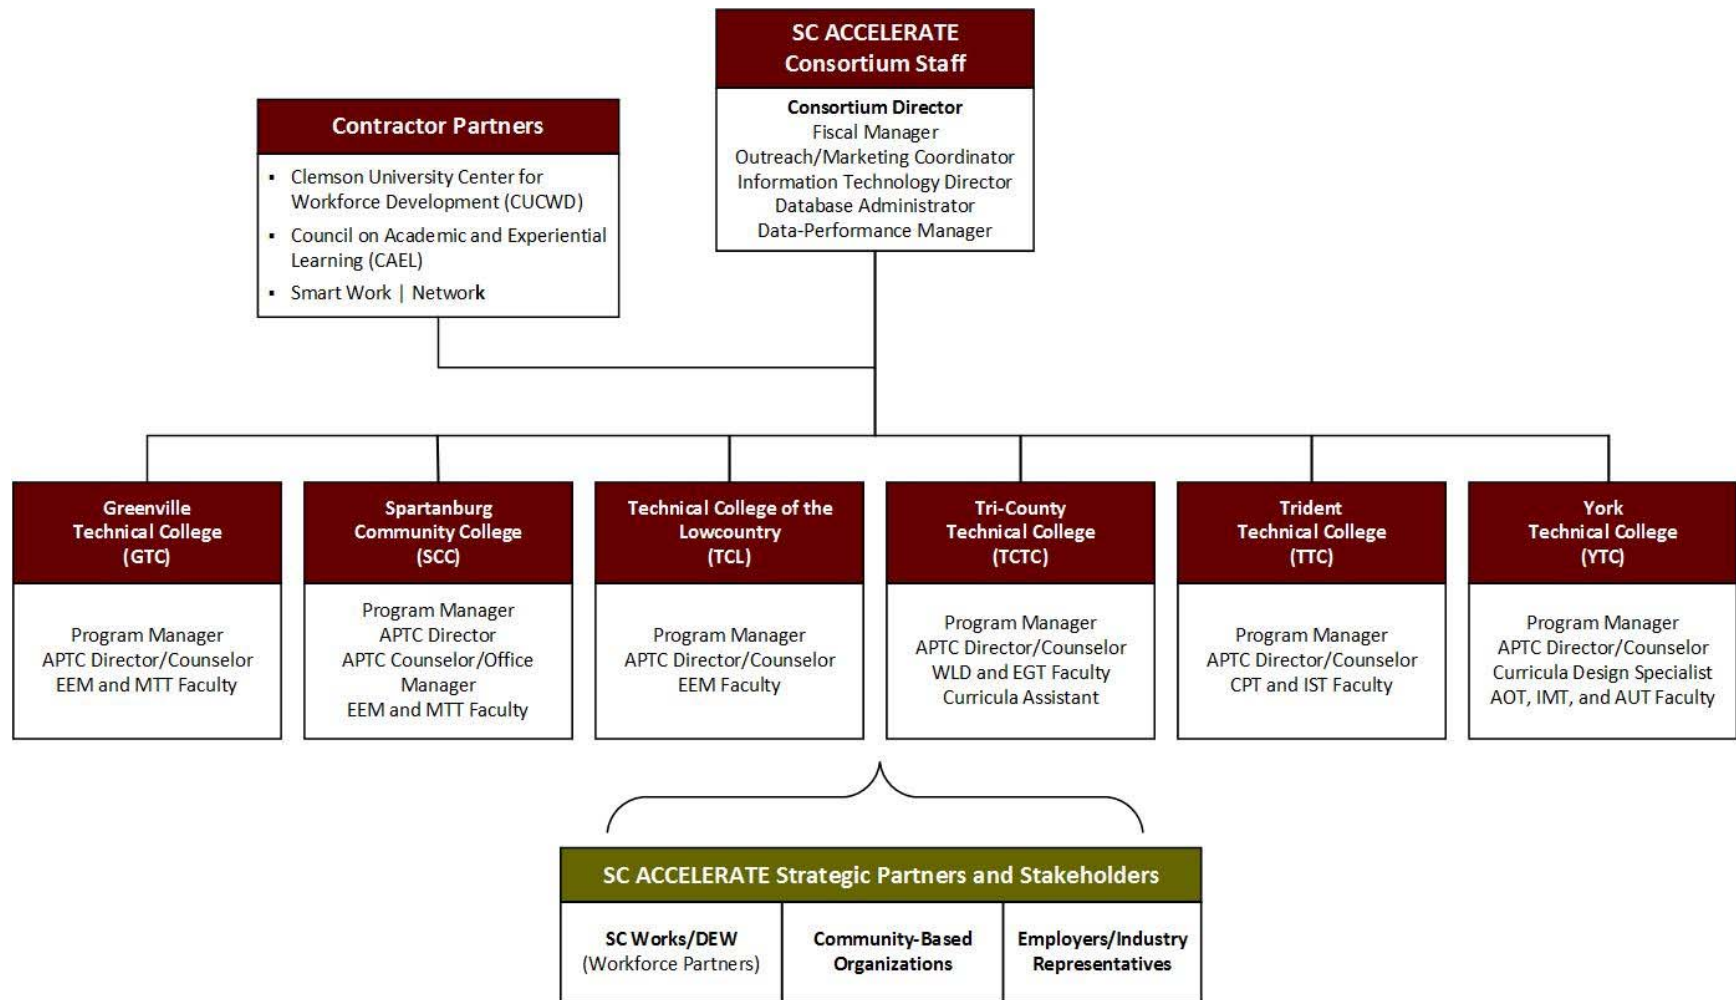 SC ACCELERATE
Consortium Staff
Consortium Director
Fiscal Manager
Outreach/Marketing Coordinator
Information Technology Director
Database Administrator
Data-Performance Manager
Contractor Partners
▪ Clemson University Center for
Workforce Development (CUCWD)
▪ Council on Academic and Experiential
Learning (CAEL)
▪ Smart Work | Network
Greenville
Technical College
(GTC)
Program Manager
APTC Director/Counselor
EEM and MTT Faculty
Spartanburg
Community College
(SCC)
Program Manager
APTC Director
APTC Counselor/Office
Manager
EEM and MTT Faculty
Technical College of the
Lowcountry
(TCL)
Program Manager
APTC Director/Counselor
EEM Faculty
Tri-County
Technical College
(TCTC)
Program Manager
APTC Director/Counselor
WLD and EGT Faculty
Curricula Assistant
Trident
Technical College
(TTC)
Program Manager
APTC Director/Counselor
CPT and IST Faculty
York
Technical College
(YTC)
Program Manager
APTC Director/Counselor
Curricula Design Specialist
AOT, IMT, and AUT Faculty
SC ACCELERATE Strategic Partners and Stakeholders
SC Works/DEW
(Workforce Partners)
Community-Based
Organizations
Employers/Industry
Representatives